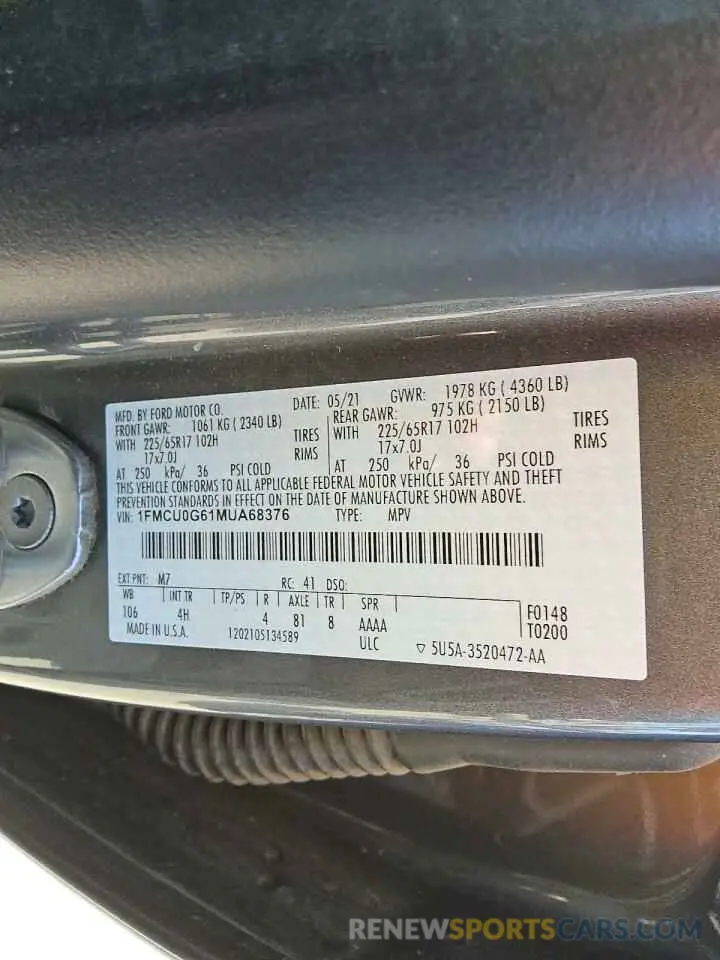 MFD. BY FORD MOTOR CO. DATE: 05/21 GVWR: 1978 KG ( 4360 LB)
FRONT GAWR: 1061 KG ( 2340 LB) REAR GAWR: 975 KG ( 2150 LB)
WITH 225/65R17 102H TIRES WITH 225/65R17 102H TIRES
17x7.0J RIMS 17x7.0J RIMS
AT 250 kPa/ 36 PSI COLD AT 250 kPa/ 36 PSI COLD
THIS VEHICLE CONFORMS TO ALL APPLICABLE FEDERAL MOTOR VEHICLE SAFETY AND THEFT
PREVENTION STANDARDS IN EFFECT ON THE DATE OF MANUFACTURE SHOWN ABOVE.
VIN: 1FMCU0G61MUA68376 TYPE: MPV
EXT PNT: M7 RC: 41 DSO:
WB INT TR TP/PS R AXLE TR SPR
106 4H 4 81 8 AAAA
F0148
T0200
MADE IN U.S.A. 1202105134589 ULC ▽ 5U5A-3520472-AA
RENEWSPORTSCARS.COM